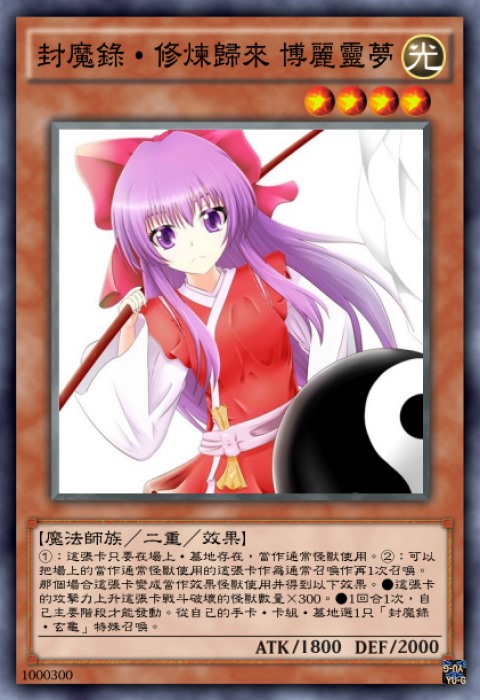 封魔錄・修煉歸來 博麗靈夢
光
[魔法師族／二重／效果]
①：這張卡只要在場上・墓地存在，當作通常怪獸使用。②：可以
把場上的當作通常怪獸使用的這張卡作為通常召喚作再1次召喚。
那個場合這張卡變成當作效果怪獸使用並得到以下效果。●這張卡
的攻擊力上升這張卡戰斗破壞的怪獸數量×300。●1回合1次，自
己主要階段才能發動。從自己的手卡・卡組・墓地選1只「封魔錄
・玄龜」特殊召喚。
ATK/1800 DEF/2000
1000300